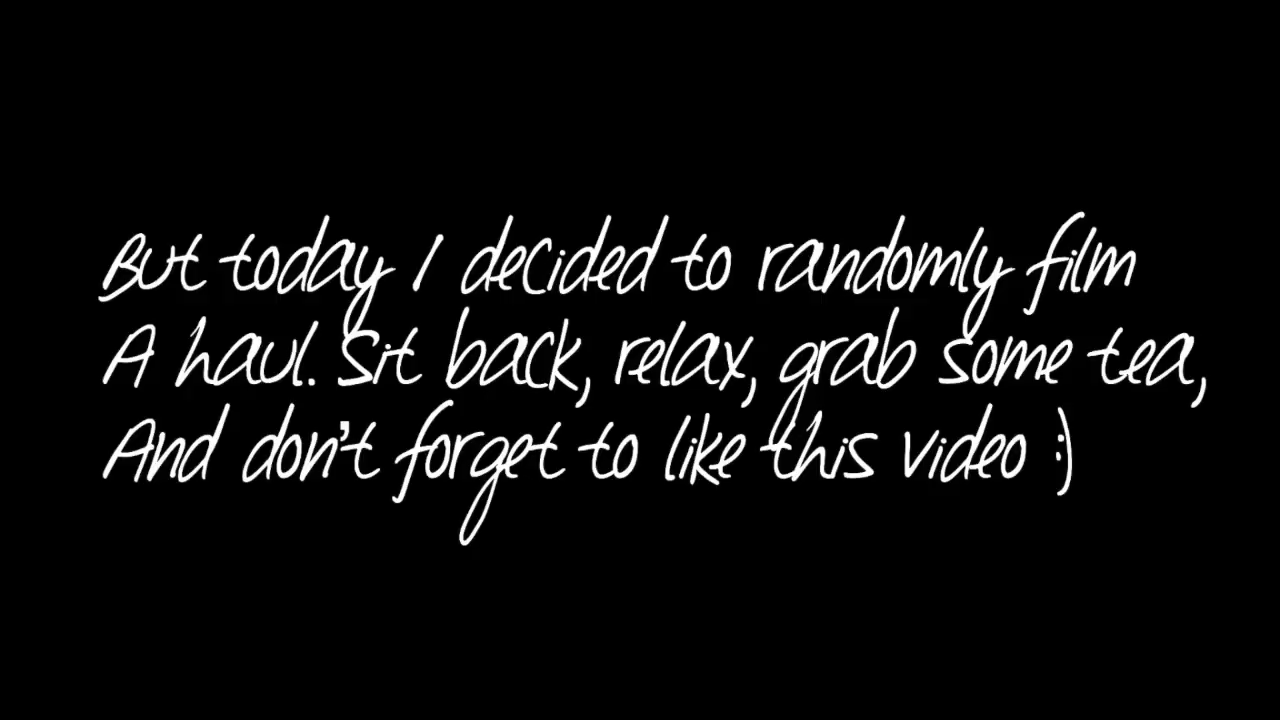 But today I decided to randomly film
A haul. Sit back, relax, grab some tea,
And don't forget to like this video :)